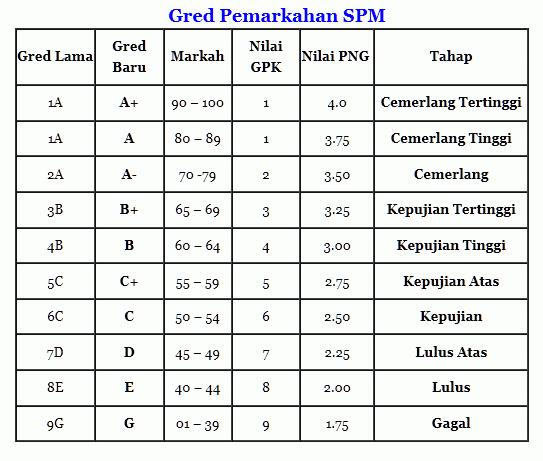 Gred Pemarkahan SPM
Gred Lama Gred Baru Markah Nilai GPK Nilai PNG Tahap
1A A+ 90 – 100 1 4.0 Cemerlang Tertinggi
1A A 80 – 89 1 3.75 Cemerlang Tinggi
2A A- 70 -79 2 3.50 Cemerlang
3B B+ 65 – 69 3 3.25 Kepujian Tertinggi
4B B 60 – 64 4 3.00 Kepujian Tinggi
5C C+ 55 – 59 5 2.75 Kepujian Atas
6C C 50 – 54 6 2.50 Kepujian
7D D 45 – 49 7 2.25 Lulus Atas
8E E 40 – 44 8 2.00 Lulus
9G G 01 – 39 9 1.75 Gagal